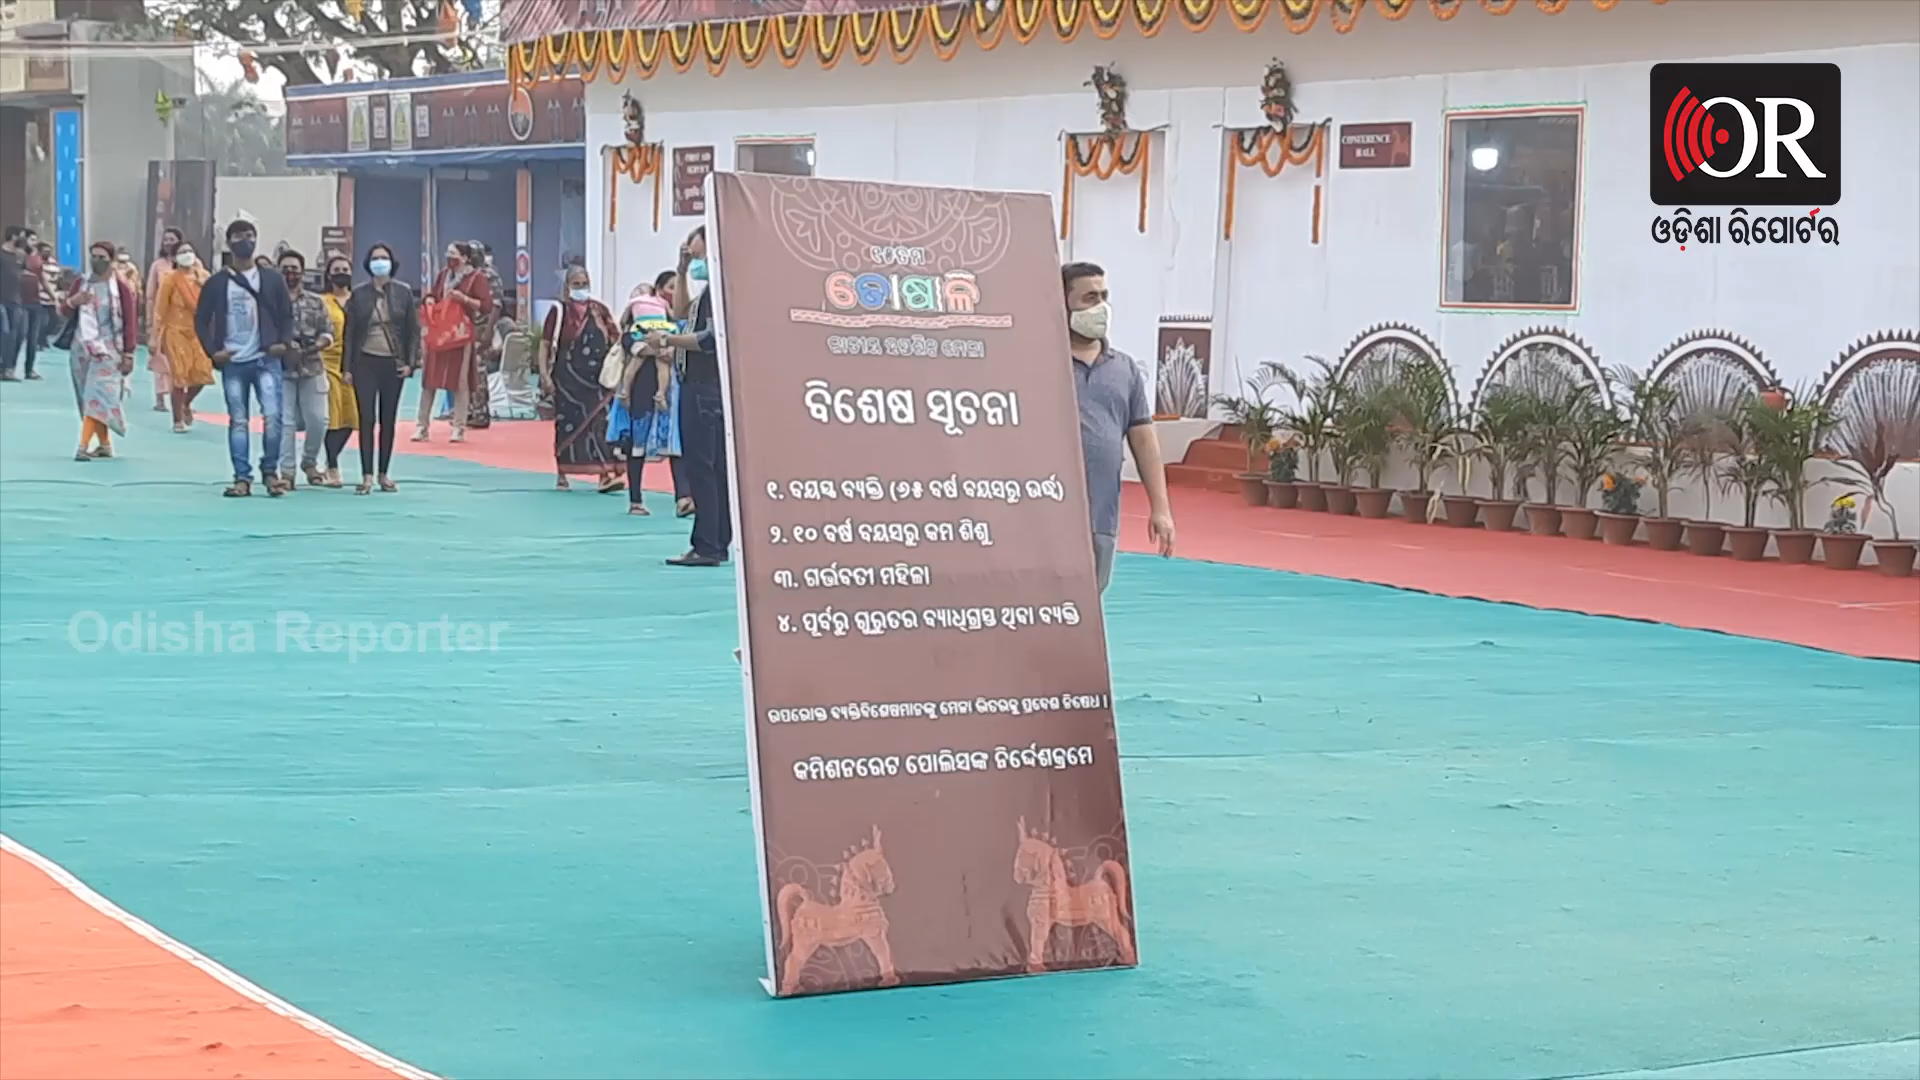 OR
ଓଡ଼ିଶା ରିପୋର୍ଟର
CONFERENCE
HALL
SERVICE
ତୋଷାଳି
ଜାତୀୟ ହସ୍ତଶିଳ୍ପ ମେଳା
ବିଶେଷ ସୂଚନା
୧. ବୟସ୍କ ବ୍ୟକ୍ତି (୬୫ ବର୍ଷ ବୟସରୁ ଊର୍ଦ୍ଧ୍ୱ)
୨. ୧୦ ବର୍ଷ ବୟସରୁ କମ ଶିଶୁ
୩. ଗର୍ଭବତୀ ମହିଳା
୪. ପୂର୍ବରୁ ଗୁରୁତର ବ୍ୟାଧିଗ୍ରସ୍ତ ଥିବା ବ୍ୟକ୍ତି
ଉପରୋକ୍ତ ବ୍ୟକ୍ତିବିଶେଷମାନଙ୍କୁ ମେଳା ଭିତରକୁ ପ୍ରବେଶ ନିଷେଧ ।
କମିଶନରେଟ ପୋଲିସଙ୍କ ନିର୍ଦ୍ଦେଶକ୍ରମେ
Odisha Reporter